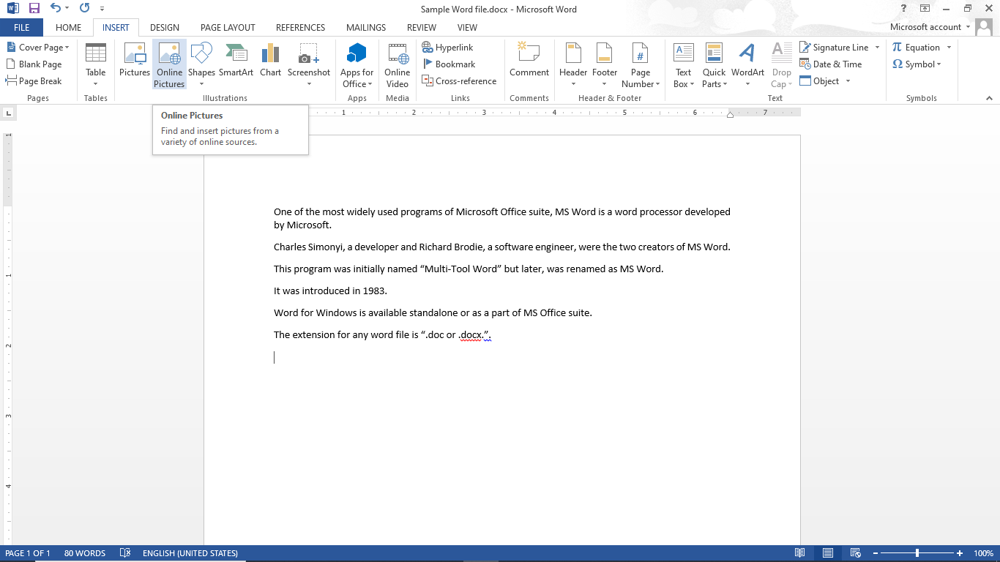 Sample Word file.docx - Microsoft Word
FILE HOME INSERT DESIGN PAGE LAYOUT REFERENCES MAILINGS REVIEW VIEW Microsoft account
Cover Page
Blank Page
Page Break
Pages
Table
Tables
Pictures
Online Pictures
Shapes
SmartArt
Chart
Screenshot
Illustrations
Apps for Office
Apps
Online Video
Media
Hyperlink
Bookmark
Cross-reference
Links
Comment
Comments
Header
Footer
Page Number
Header & Footer
Text Box
Quick Parts
WordArt
Drop Cap
Signature Line
Date & Time
Object
Text
Equation
Symbol
Symbols
Online Pictures
Find and insert pictures from a
variety of online sources.
1 2 3 4 5 6 7
1
1
2
3
4
One of the most widely used programs of Microsoft Office suite, MS Word is a word processor developed
by Microsoft.
Charles Simonyi, a developer and Richard Brodie, a software engineer, were the two creators of MS Word.
This program was initially named “Multi-Tool Word” but later, was renamed as MS Word.
It was introduced in 1983.
Word for Windows is available standalone or as a part of MS Office suite.
The extension for any word file is “.doc or .docx.”.
PAGE 1 OF 1 80 WORDS ENGLISH (UNITED STATES) 100%